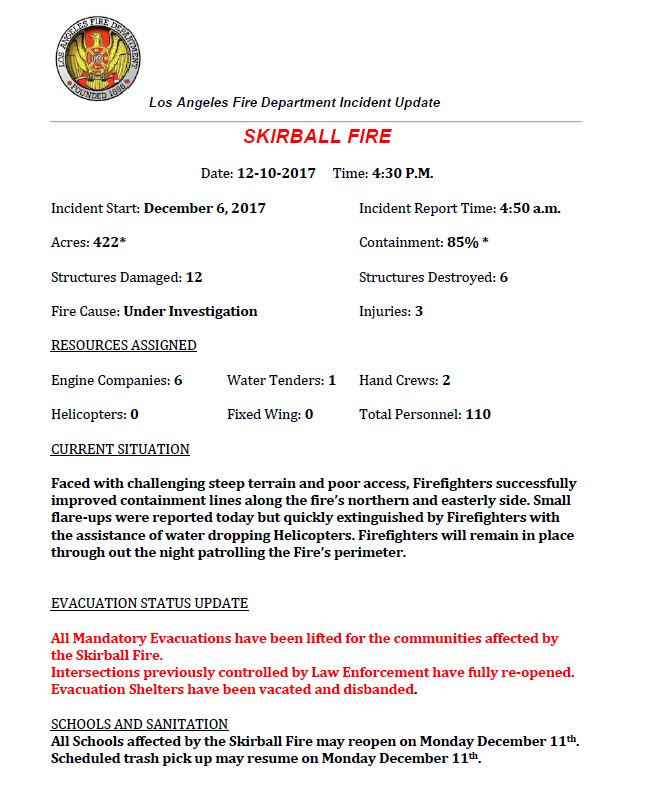 LOS ANGELES FIRE DEPARTMENT
FOUNDED 1886
Los Angeles Fire Department Incident Update
SKIRBALL FIRE
Date: 12-10-2017 Time: 4:30 P.M.
Incident Start: December 6, 2017 Incident Report Time: 4:50 a.m.
Acres: 422* Containment: 85% *
Structures Damaged: 12 Structures Destroyed: 6
Fire Cause: Under Investigation Injuries: 3
RESOURCES ASSIGNED
Engine Companies: 6 Water Tenders: 1 Hand Crews: 2
Helicopters: 0 Fixed Wing: 0 Total Personnel: 110
CURRENT SITUATION
Faced with challenging steep terrain and poor access, Firefighters successfully
improved containment lines along the fire's northern and easterly side. Small
flare-ups were reported today but quickly extinguished by Firefighters with
the assistance of water dropping Helicopters. Firefighters will remain in place
through out the night patrolling the Fire's perimeter.
EVACUATION STATUS UPDATE
All Mandatory Evacuations have been lifted for the communities affected by
the Skirball Fire.
Intersections previously controlled by Law Enforcement have fully re-opened.
Evacuation Shelters have been vacated and disbanded.
SCHOOLS AND SANITATION
All Schools affected by the Skirball Fire may reopen on Monday December 11th.
Scheduled trash pick up may resume on Monday December 11th.